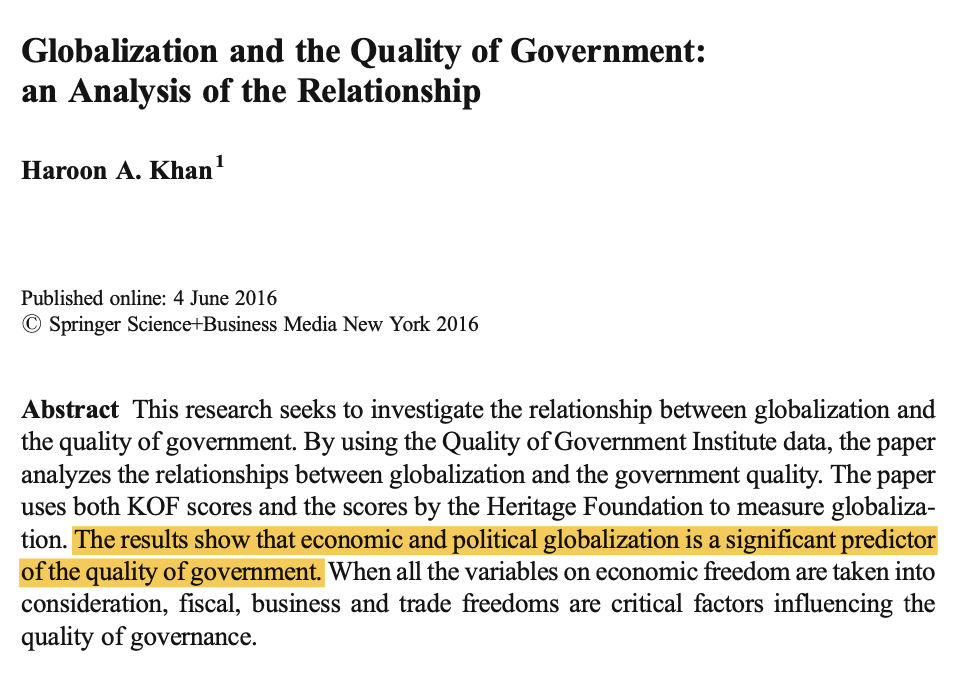 Globalization and the Quality of Government:
an Analysis of the Relationship
Haroon A. Khan1
Published online: 4 June 2016
© Springer Science+Business Media New York 2016
Abstract This research seeks to investigate the relationship between globalization and
the quality of government. By using the Quality of Government Institute data, the paper
analyzes the relationships between globalization and the government quality. The paper
uses both KOF scores and the scores by the Heritage Foundation to measure globaliza-
tion. The results show that economic and political globalization is a significant predictor
of the quality of government. When all the variables on economic freedom are taken into
consideration, fiscal, business and trade freedoms are critical factors influencing the
quality of governance.